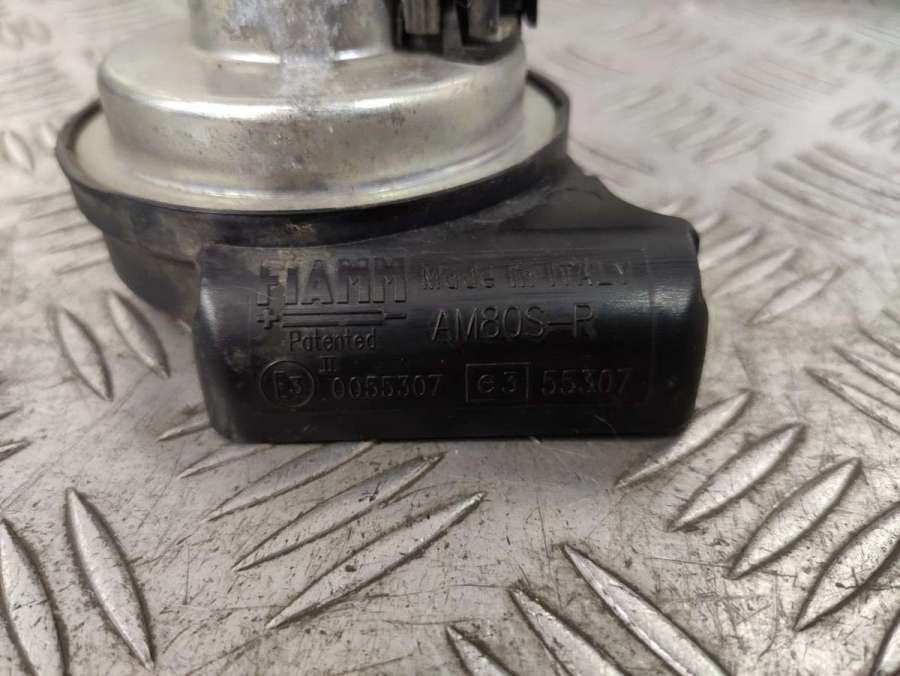 FIAMM Made in ITALY
+ - AM80S-R
Patented
II
E3 0055307 e3 55307